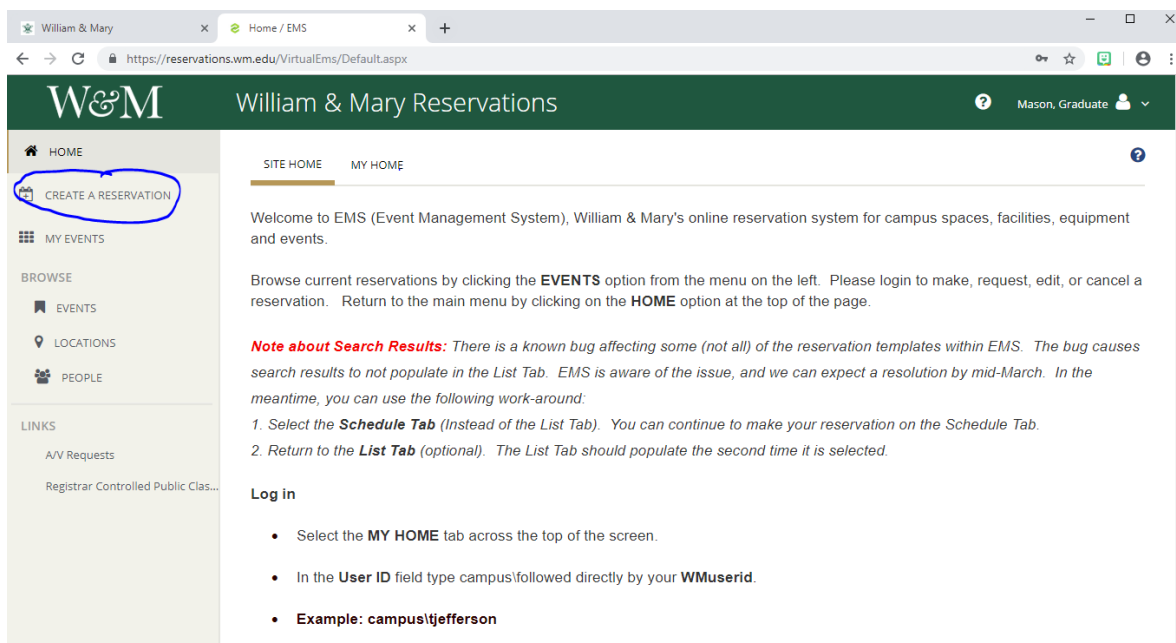 William & Mary
Home / EMS
https://reservations.wm.edu/VirtualEms/Default.aspx
W&M
William & Mary Reservations
Mason, Graduate
HOME
CREATE A RESERVATION
MY EVENTS
BROWSE
EVENTS
LOCATIONS
PEOPLE
LINKS
A/V Requests
Registrar Controlled Public Clas...
SITE HOME MY HOME
Welcome to EMS (Event Management System), William & Mary's online reservation system for campus spaces, facilities, equipment
and events.
Browse current reservations by clicking the EVENTS option from the menu on the left. Please login to make, request, edit, or cancel a
reservation. Return to the main menu by clicking on the HOME option at the top of the page.
Note about Search Results: There is a known bug affecting some (not all) of the reservation templates within EMS. The bug causes
search results to not populate in the List Tab. EMS is aware of the issue, and we can expect a resolution by mid-March. In the
meantime, you can use the following work-around:
1. Select the Schedule Tab (Instead of the List Tab). You can continue to make your reservation on the Schedule Tab.
2. Return to the List Tab (optional). The List Tab should populate the second time it is selected.
Log in
• Select the MY HOME tab across the top of the screen.
• In the User ID field type campus\followed directly by your WMuserid.
• Example: campus\tjefferson